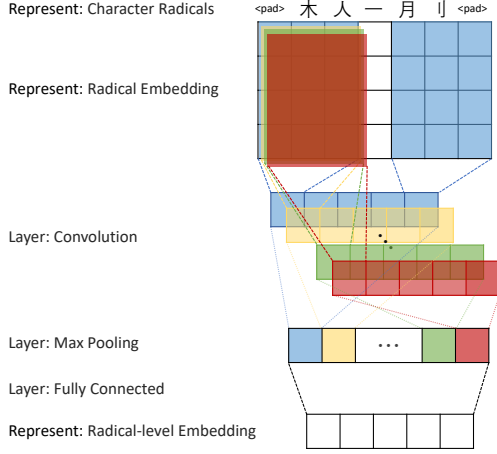 Represent: Character Radicals <pad> 木 人 一 月 刂 <pad>
Represent: Radical Embedding
Layer: Convolution
Layer: Max Pooling
Layer: Fully Connected
Represent: Radical-level Embedding